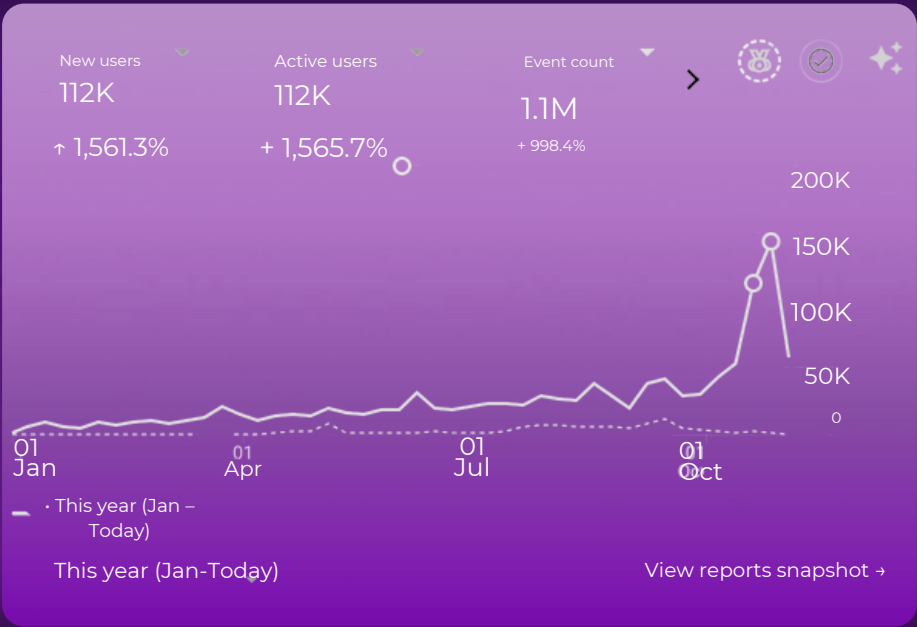 New users
Active users
Event count
112K
112K
1.1M
↑ 1,561.3%
+ 1,565.7%
+ 998.4%
200K
150K
100K
50K
0
01
Jan
01
Apr
01
Jul
01
Oct
• This year (Jan –
Today)
This year (Jan-Today)
View reports snapshot →